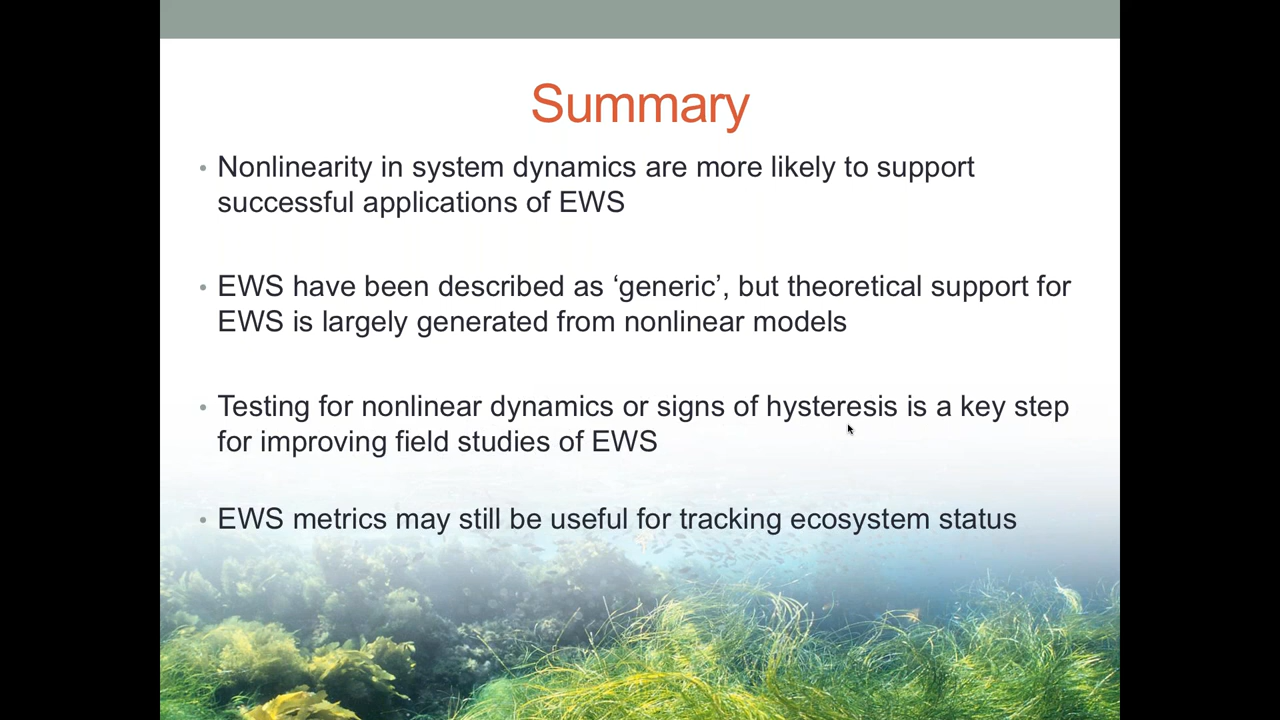 Summary
• Nonlinearity in system dynamics are more likely to support
successful applications of EWS
• EWS have been described as ‘generic’, but theoretical support for
EWS is largely generated from nonlinear models
• Testing for nonlinear dynamics or signs of hysteresis is a key step
for improving field studies of EWS
• EWS metrics may still be useful for tracking ecosystem status